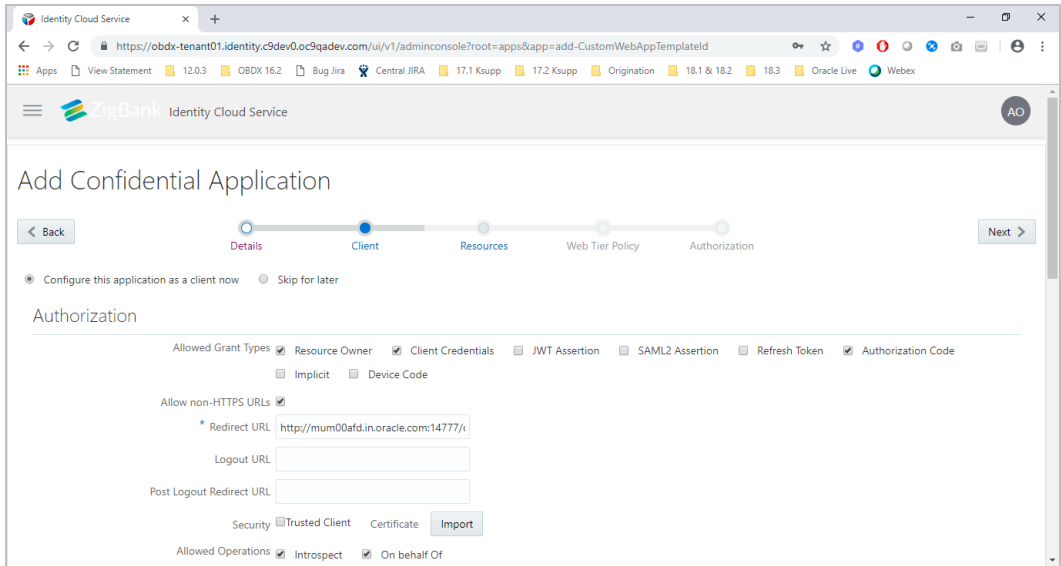 Identity Cloud Service
https://obdx-tenant01.identity.c9dev0.oc9qadev.com/ui/v1/adminconsole?root=apps&app=add-CustomWebAppTemplateId
Apps View Statement 12.0.3 OBDX 16.2 Bug Jira Central JIRA 17.1 Ksupp 17.2 Ksupp Origination 18.1 & 18.2 18.3 Oracle Live Webex
ZigBank Identity Cloud Service AO
Add Confidential Application
Back Next
Details Client Resources Web Tier Policy Authorization
Configure this application as a client now Skip for later
Authorization
Allowed Grant Types Resource Owner Client Credentials JWT Assertion SAML2 Assertion Refresh Token Authorization Code
Implicit Device Code
Allow non-HTTPS URLs
* Redirect URL http://mum00afd.in.oracle.com:14777/
Logout URL
Post Logout Redirect URL
Security Trusted Client Certificate Import
Allowed Operations Introspect On behalf Of